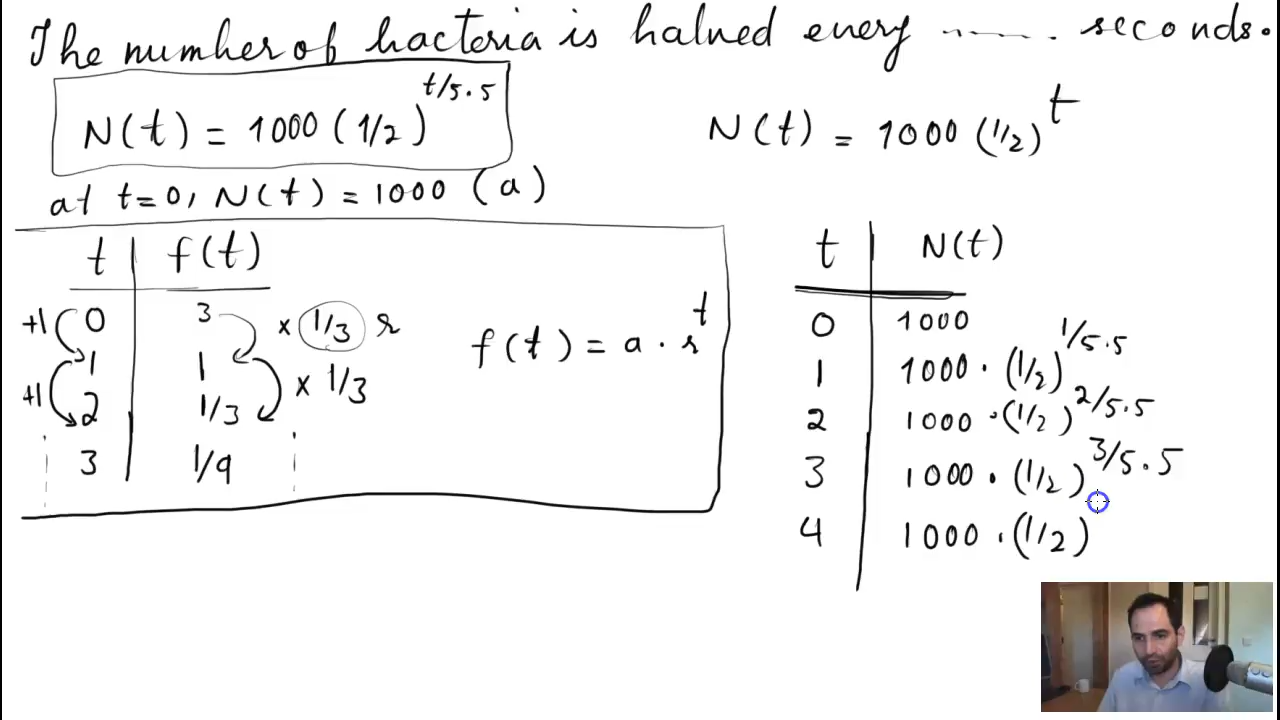 The number of bacteria is halved every ........ seconds.
N(t) = 1000 (1/2)^t/5.5
at t=0, N(t) = 1000 (a)
t | f(t)
+1 0 3 × 1/3 r
1 1
+1 2 1/3 × 1/3
3 1/9
f(t) = a · r^t
N(t) = 1000 (1/2)^t
t | N(t)
0 1000
1 1000 · (1/2)^1/5.5
2 1000 · (1/2)^2/5.5
3 1000 · (1/2)^3/5.5
4 1000 · (1/2)